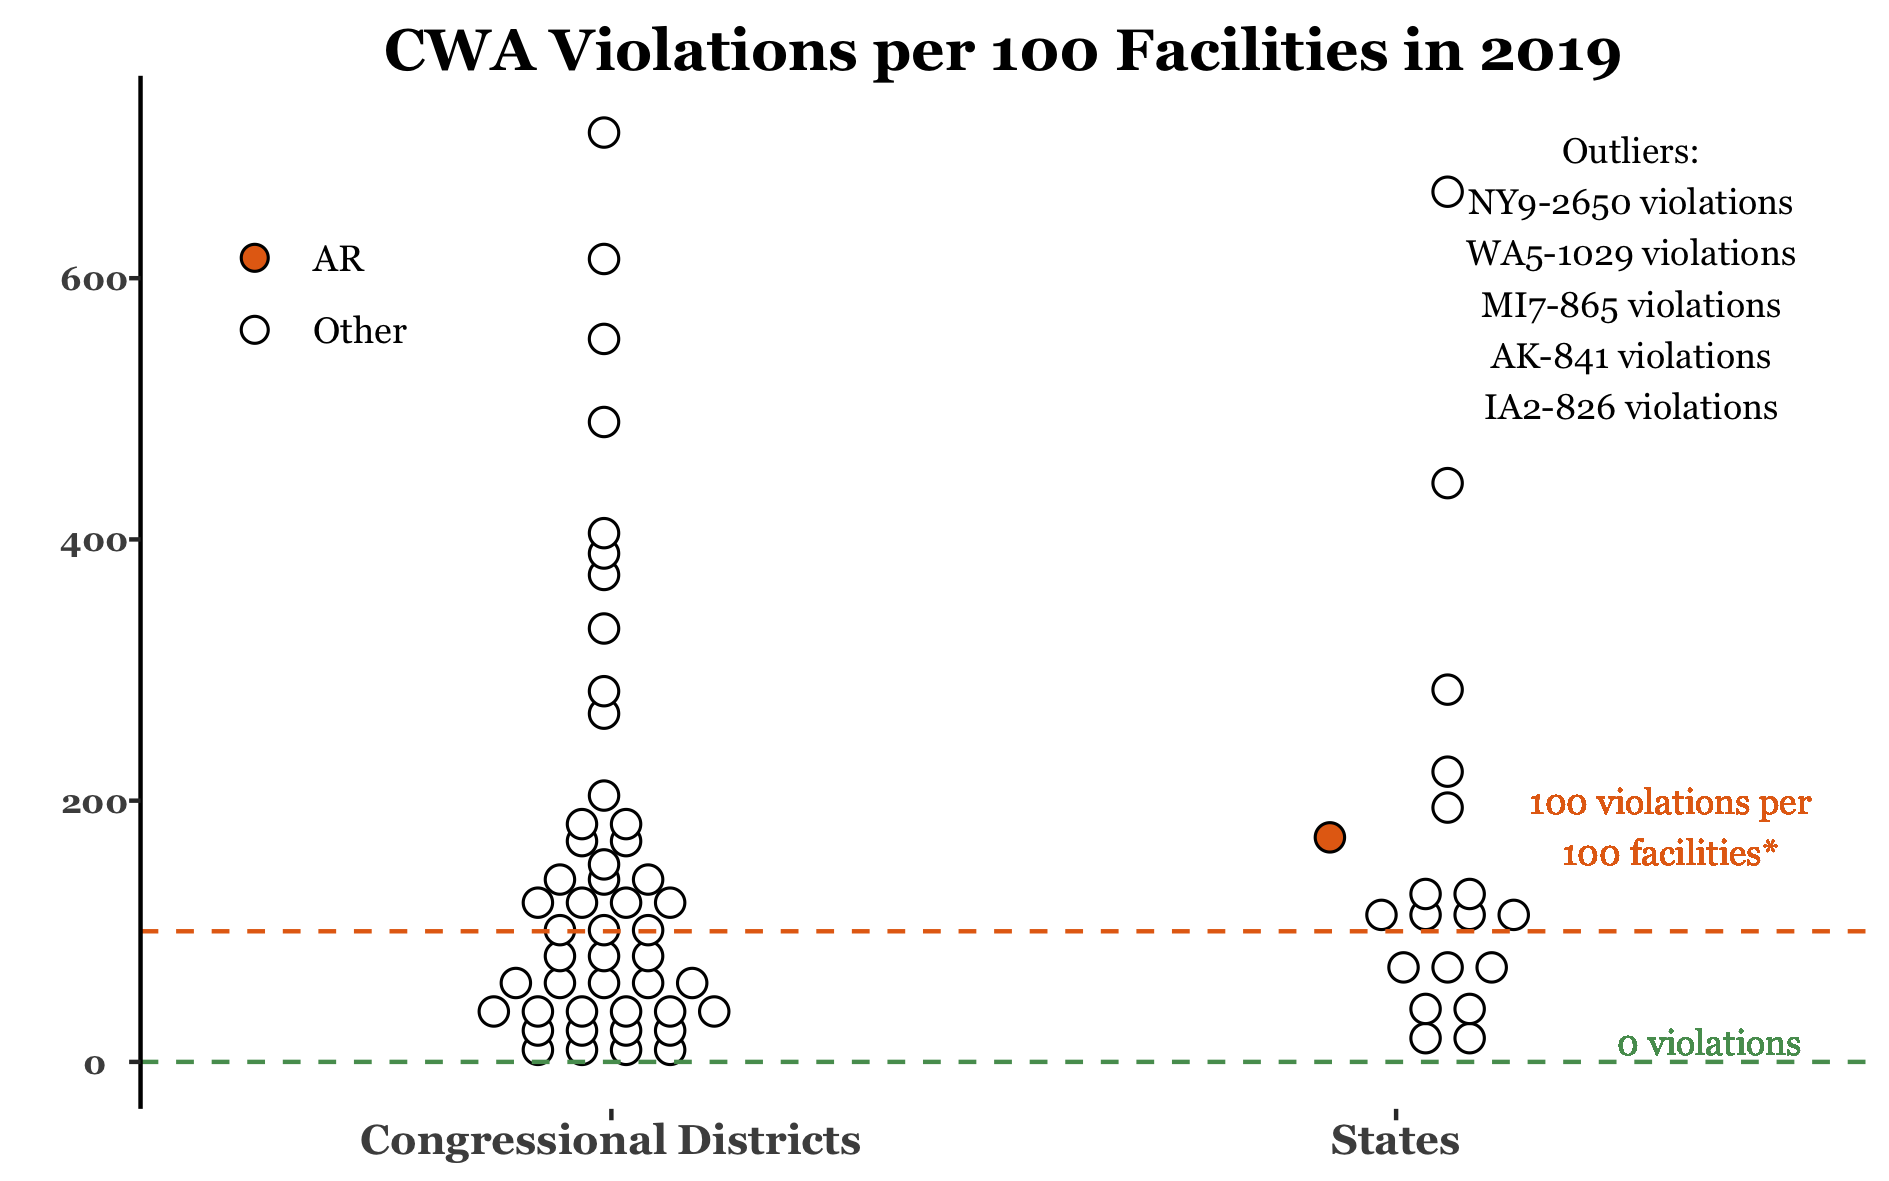 CWA Violations per 100 Facilities in 2019
Outliers:
NY9-2650 violations
WA5-1029 violations
MI7-865 violations
AK-841 violations
IA2-826 violations
AR
Other
600
400
200
0
100 violations per
100 facilities*
0 violations
Congressional Districts
States